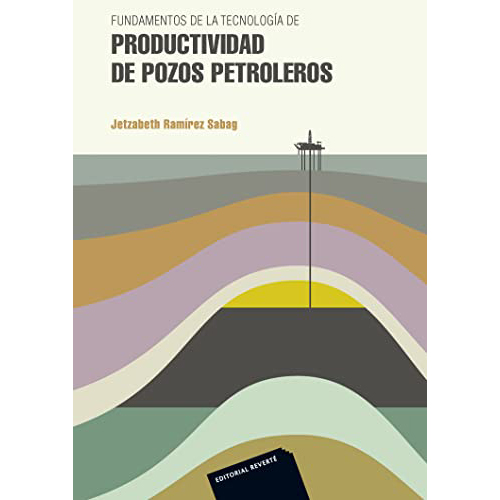 FUNDAMENTOS DE LA TECNOLOGÍA DE
PRODUCTIVIDAD
DE POZOS PETROLEROS
Jetzabeth Ramírez Sabag
EDITORIAL REVERTÉ